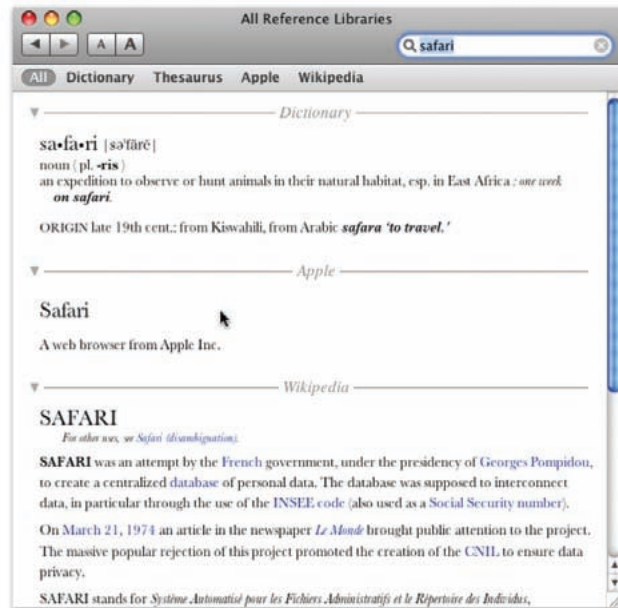 All Reference Libraries
A A safari
All Dictionary Thesaurus Apple Wikipedia
Dictionary
sa•fa•ri |səˈfärē|
noun ( pl. -ris )
an expedition to observe or hunt animals in their natural habitat, esp. in East Africa : one week
on safari.
ORIGIN late 19th cent.: from Kiswahili, from Arabic safara 'to travel.'
Apple
Safari
A web browser from Apple Inc.
Wikipedia
SAFARI
For other uses, see Safari (disambiguation).
SAFARI was an attempt by the French government, under the presidency of Georges Pompidou,
to create a centralized database of personal data. The database was supposed to interconnect
data, in particular through the use of the INSEE code (also used as a Social Security number).
On March 21, 1974 an article in the newspaper Le Monde brought public attention to the project.
The massive popular rejection of this project promoted the creation of the CNIL to ensure data
privacy.
SAFARI stands for Système Automatisé pour les Fichiers Administratifs et le Répertoire des Individus,